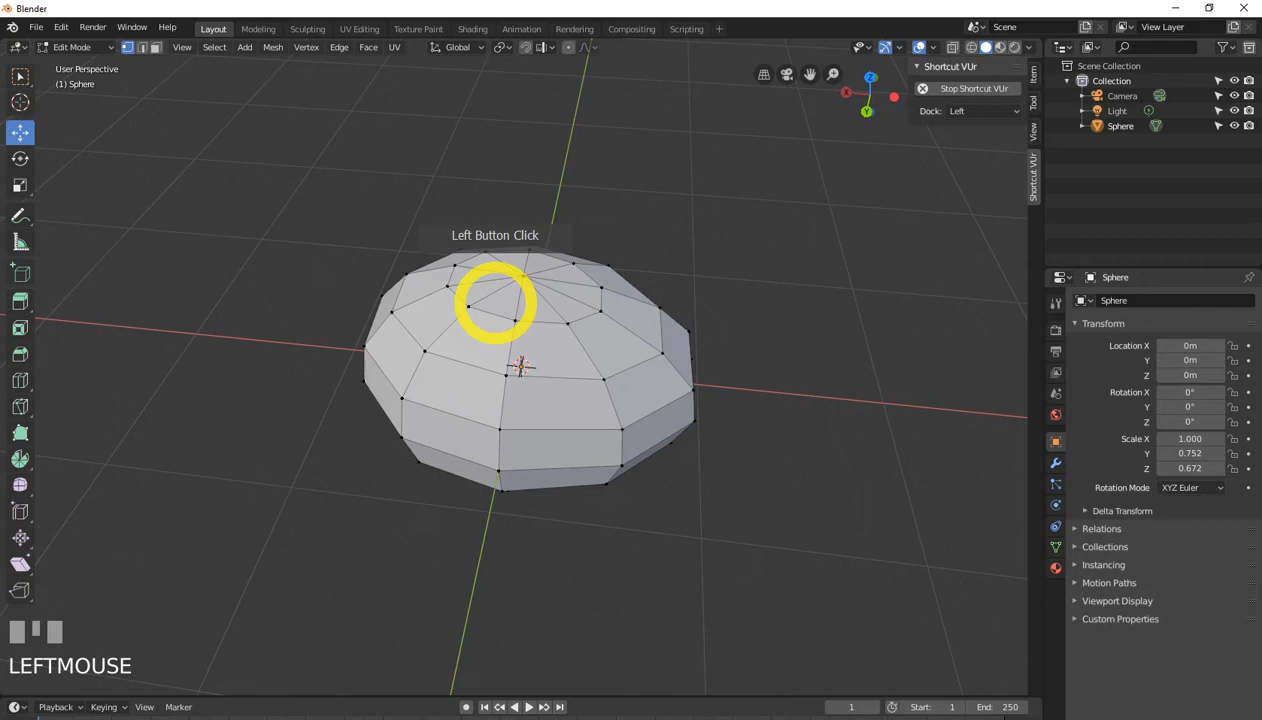 Blender
File Edit Render Window Help Layout Modeling Sculpting UV Editing Texture Paint Shading Animation Rendering Compositing Scripting + Scene View Layer
Edit Mode View Select Add Mesh Vertex Edge Face UV Global
User Perspective
(1) Sphere
Shortcut VUr
Stop Shortcut VUr
Dock: Left
Item
Tool
View
Shortcut VUr
X
Y
Z
Scene Collection
Collection
Camera
Light
Sphere
Left Button Click
Sphere
Sphere
Transform
Location X 0m
Y 0m
Z 0m
Rotation X 0°
Y 0°
Z 0°
Scale X 1.000
Y 0.752
Z 0.672
Rotation Mode XYZ Euler
Delta Transform
Relations
Collections
Instancing
Motion Paths
Viewport Display
Custom Properties
LEFTMOUSE
Playback Keying View Marker 1 Start: 1 End: 250